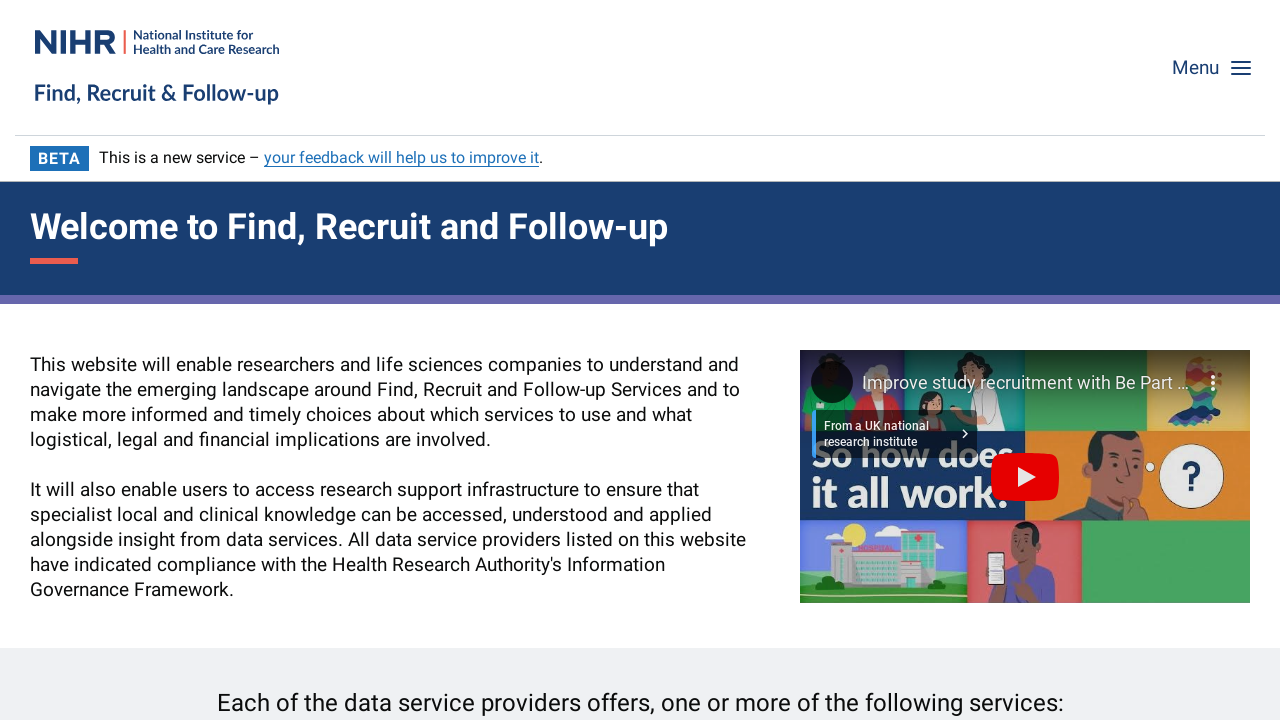 NIHR | National Institute for
Health and Care Research
Find, Recruit & Follow-up
Menu
BETA This is a new service – your feedback will help us to improve it.
Welcome to Find, Recruit and Follow-up
This website will enable researchers and life sciences companies to understand and
navigate the emerging landscape around Find, Recruit and Follow-up Services and to
make more informed and timely choices about which services to use and what
logistical, legal and financial implications are involved.
It will also enable users to access research support infrastructure to ensure that
specialist local and clinical knowledge can be accessed, understood and applied
alongside insight from data services. All data service providers listed on this website
have indicated compliance with the Health Research Authority's Information
Governance Framework.
Improve study recruitment with Be Part ...
From a UK national
research institute
So how does
it all work?
?
HOSPITAL
Each of the data service providers offers, one or more of the following services: